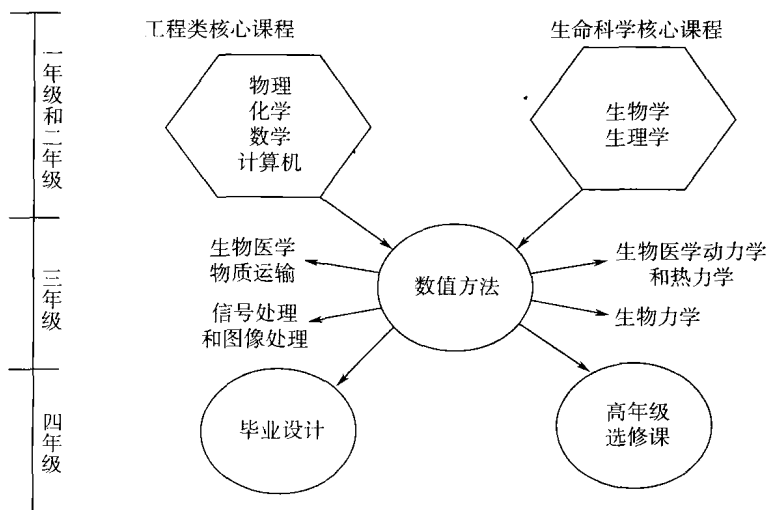 工程类核心课程
生命科学核心课程
一年级和二年级
物理
化学
数学
计算机
生物学
生理学
三年级
生物医学
物质运输
信号处理
和图像处理
数值方法
生物医学动力学
和热力学
生物力学
四年级
毕业设计
高年级
选修课